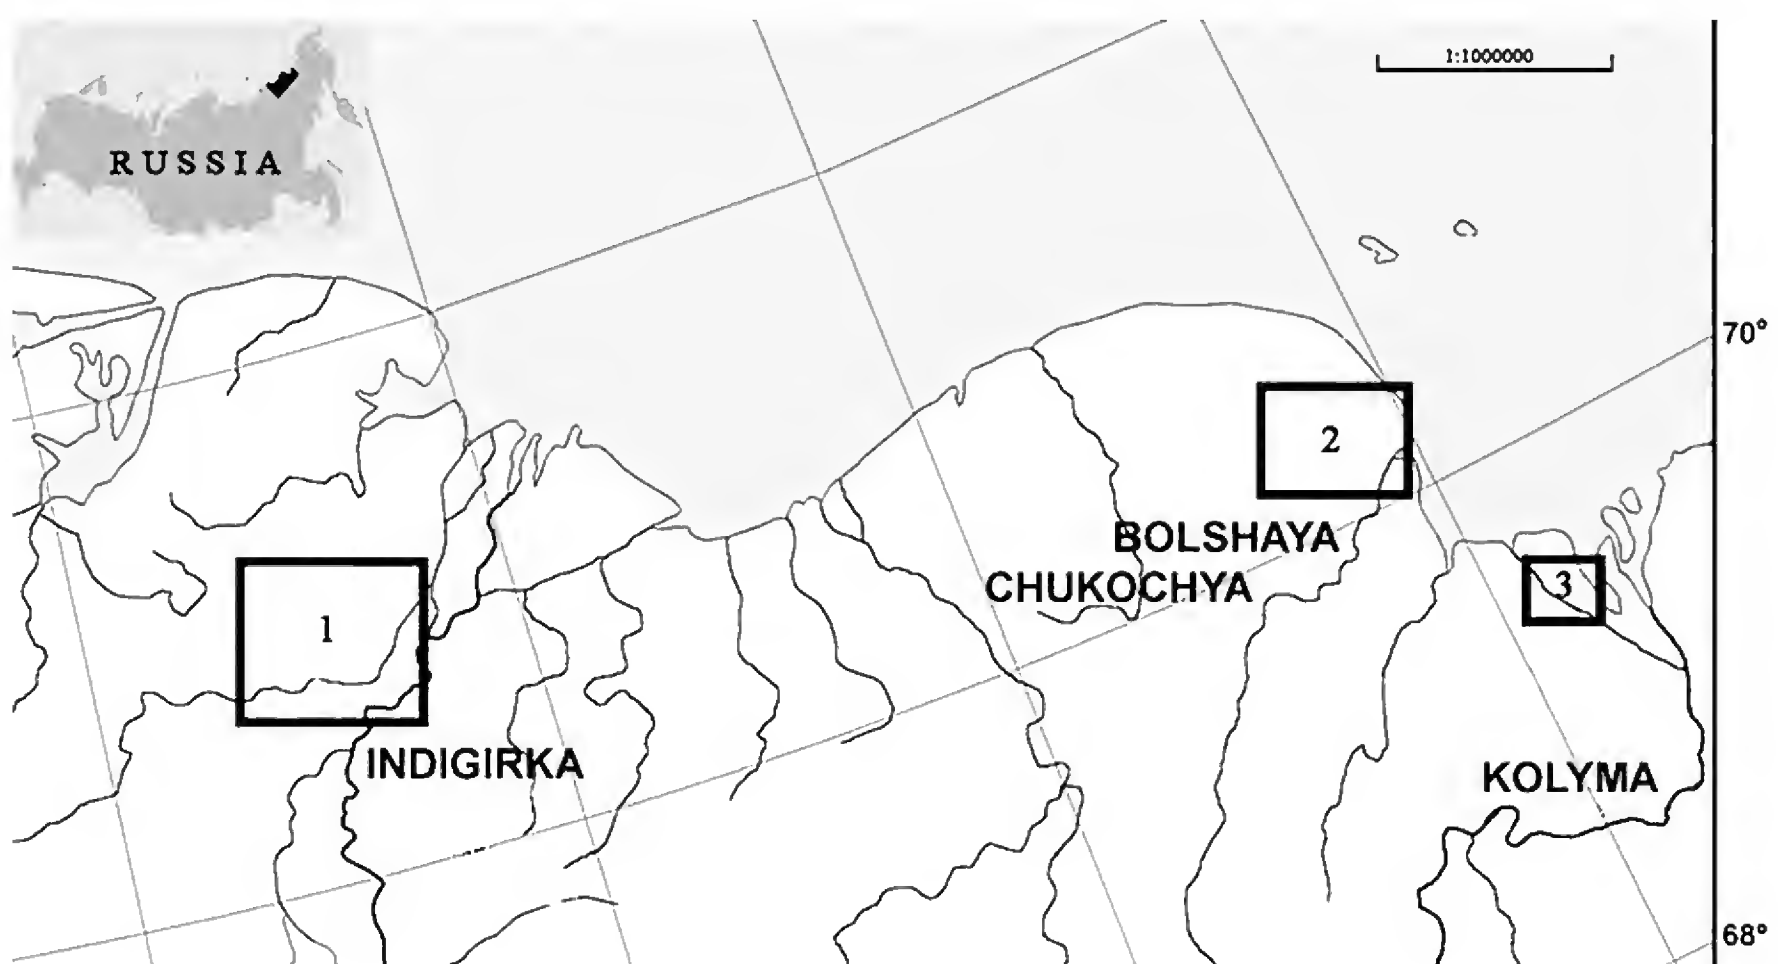 1:1000000
RUSSIA
70°
2
BOLSHAYA
CHUKOCHYA
3
1
INDIGIRKA
KOLYMA
68°